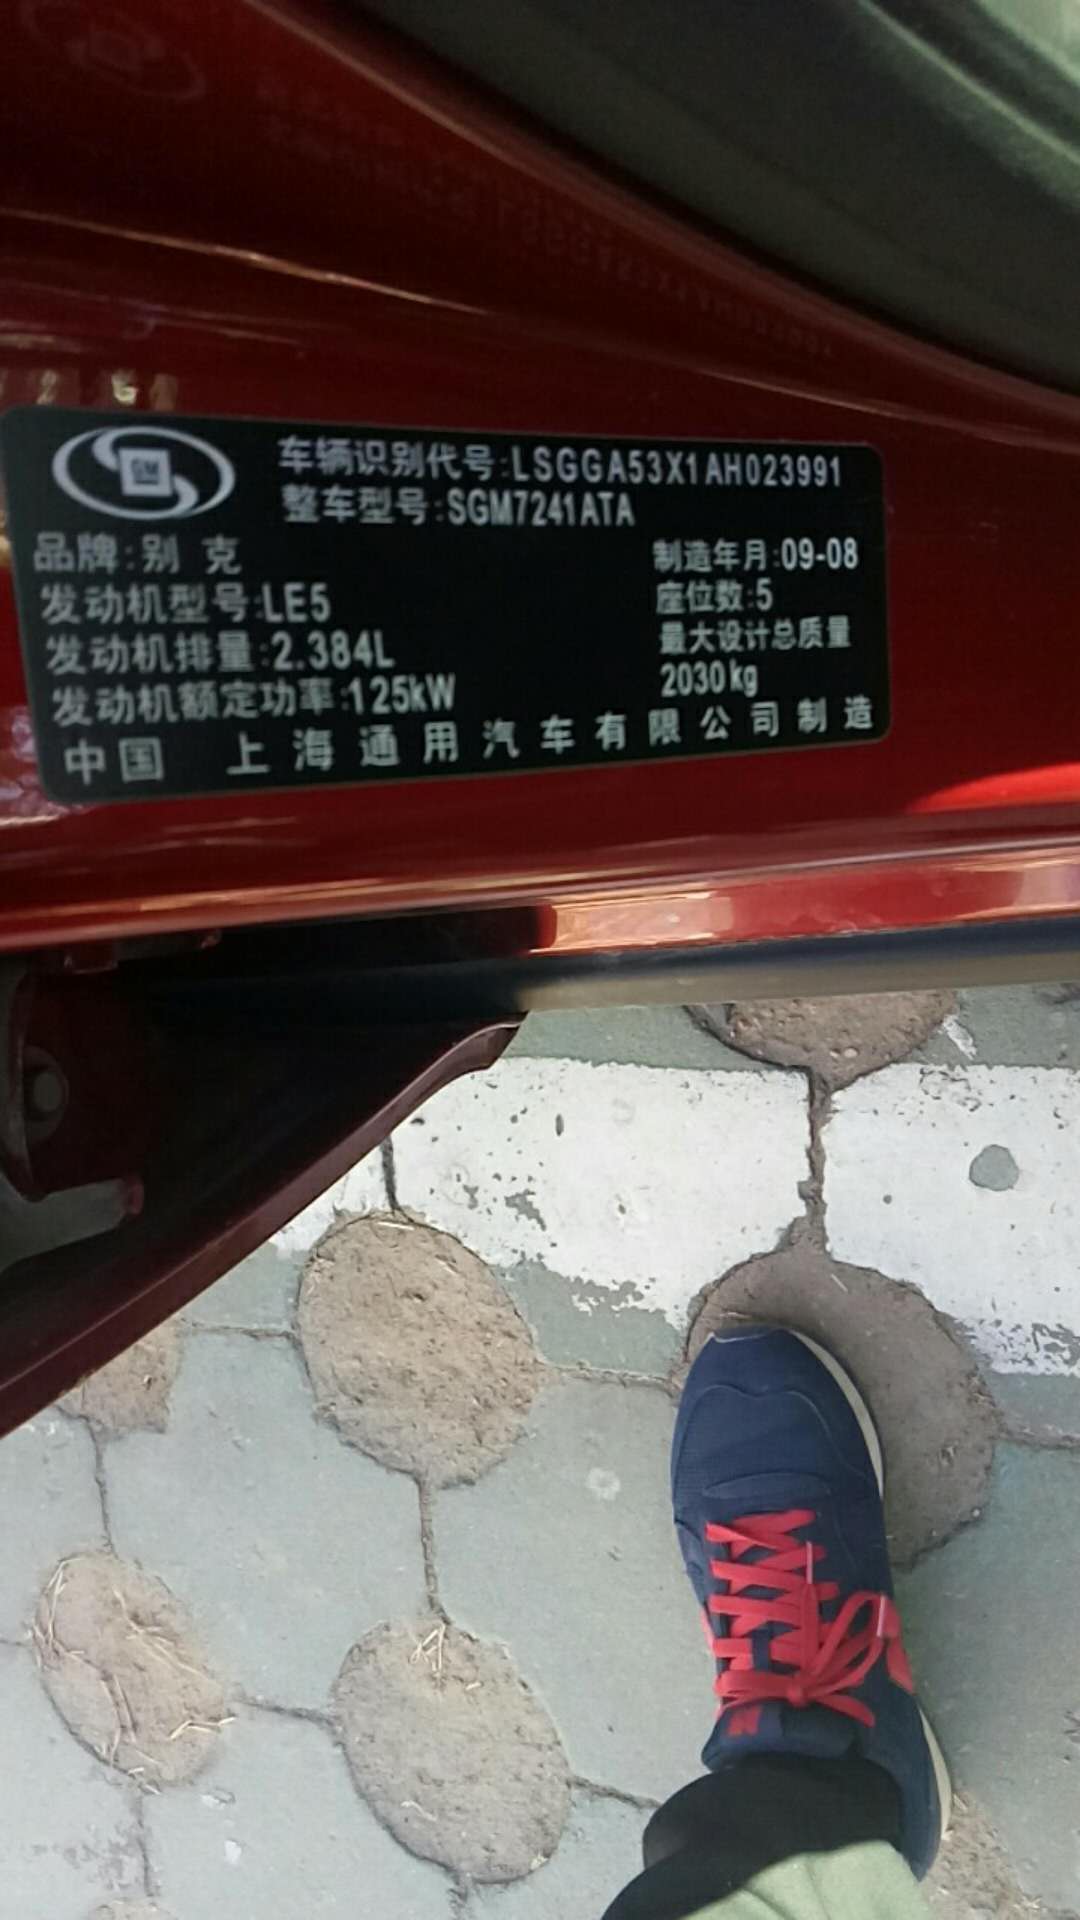 GM
车辆识别代号:LSGGA53X1AH023991
整车型号:SGM7241ATA
品牌:别 克
制造年月:09-08
发动机型号:LE5
座位数:5
发动机排量:2.384L
最大设计总质量
2030kg
发动机额定功率:125kW
中国 上海通用汽车有限公司制造